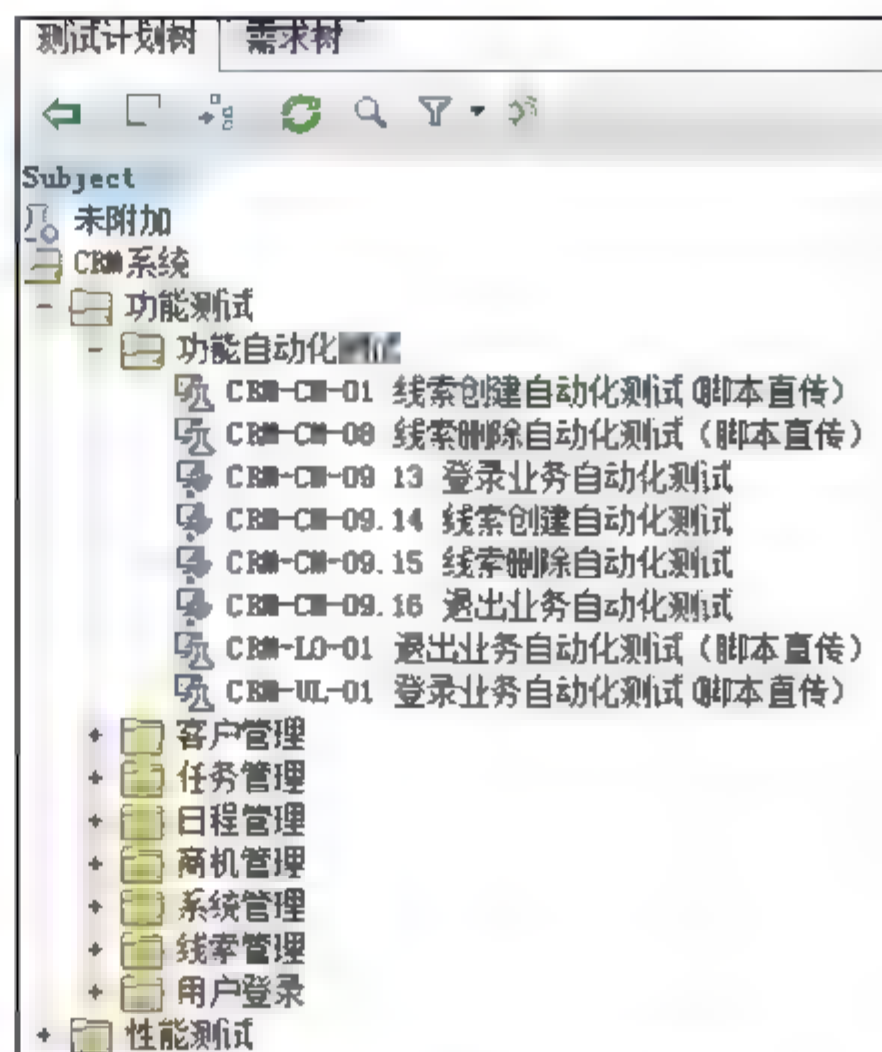 测试计划树 需求树
Subject
未附加
CRM系统
功能测试
功能自动化测试
CRM-CM-01 线索创建自动化测试(脚本直传)
CRM-CM-08 线索删除自动化测试(脚本直传)
CRM-CM-09.13 登录业务自动化测试
CRM-CM-09.14 线索创建自动化测试
CRM-CM-09.15 线索删除自动化测试
CRM-CM-09.16 退出业务自动化测试
CRM-LO-01 退出业务自动化测试(脚本直传)
CRM-UL-01 登录业务自动化测试(脚本直传)
客户管理
任务管理
日程管理
商机管理
系统管理
线索管理
用户登录
性能测试